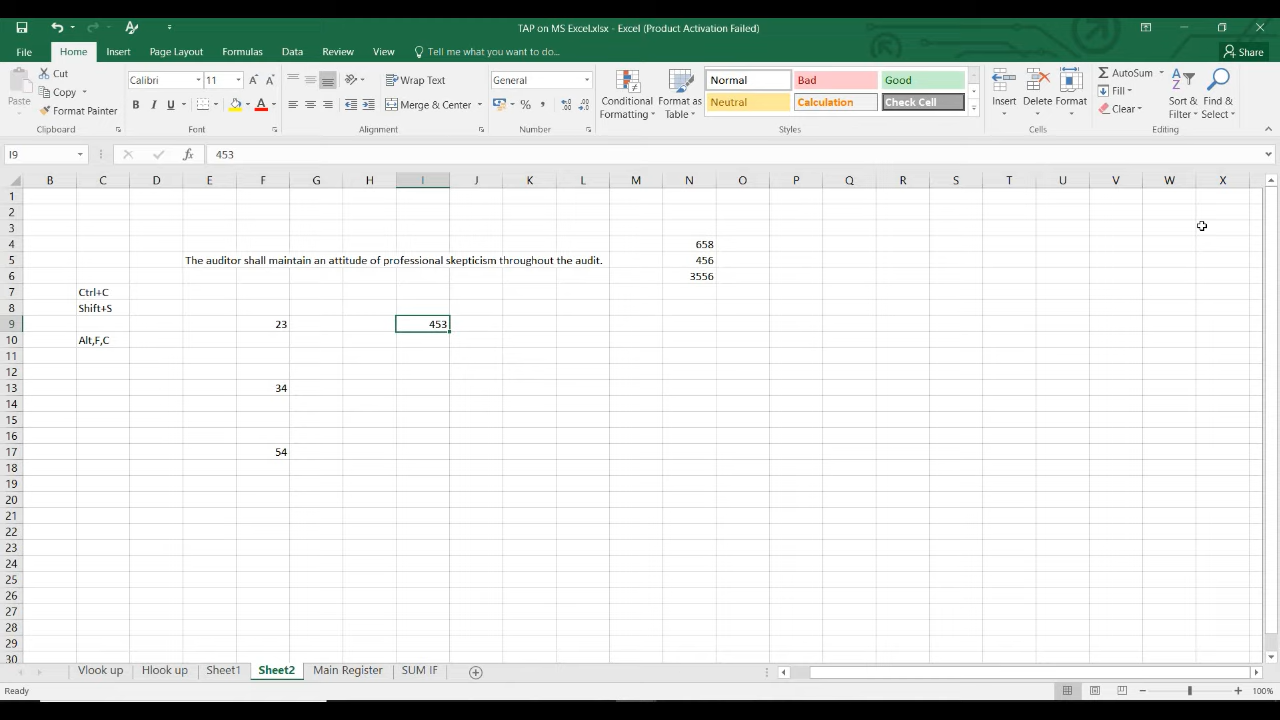 TAP on MS Excel.xlsx - Excel (Product Activation Failed)
File Home Insert Page Layout Formulas Data Review View Tell me what you want to do... Share
Paste
Cut
Copy
Format Painter
Clipboard
Calibri 11
B I U
Font
Wrap Text
Merge & Center
Alignment
General
%
Number
Conditional Formatting
Format as Table
Normal Bad Good
Neutral Calculation Check Cell
Styles
Insert Delete Format
Cells
AutoSum
Fill
Clear
Sort & Filter
Find & Select
Editing
I9 fx 453
B C D E F G H I J K L M N O P Q R S T U V W X
1
2
3
4 658
5 The auditor shall maintain an attitude of professional skepticism throughout the audit. 456
6 3556
7 Ctrl+C
8 Shift+S
9 23 453
10 Alt,F,C
11
12
13 34
14
15
16
17 54
18
19
20
21
22
23
24
25
26
27
28
29
30
Vlook up Hlook up Sheet1 Sheet2 Main Register SUM IF
Ready 100%